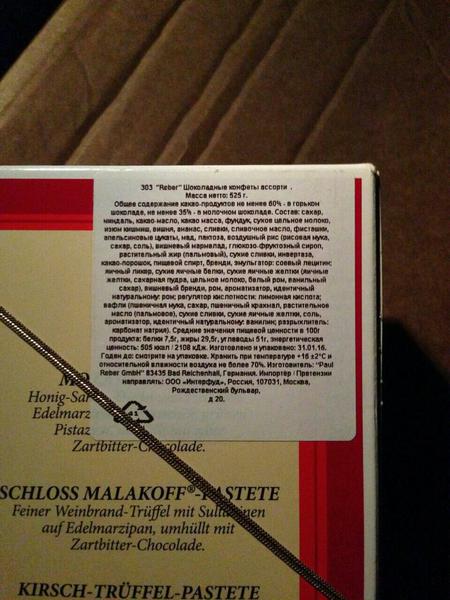 303 "Reber" Шоколадные конфеты ассорти .
Масса нетто: 525 г.
Общее содержание какао-продуктов не менее 60% - в горьком
шоколаде, не менее 35% - в молочном шоколаде. Состав: сахар,
миндаль, какао-масло, какао масса, фундук, сухое цельное молоко,
изюм кишмиш, вишня, ананас, сливки, сливочное масло, фисташки,
апельсиновые цукаты, мед, лактоза, воздушный рис (рисовая мука,
сахар, соль), вишневый мармелад, глюкозо-фруктозный сироп,
растительный жир (пальмовый), сухие сливки, инвертаза,
какао-порошок, пищевой спирт, бренди, эмульгатор: соевый лецитин;
яичный ликер, сухие яичные белки, сухие яичные желтки (яичные
желтки, сахарная пудра, цельное молоко, белый ром, ванильный
сахар), вишневый бренди, ром, ароматизатор, идентичный
натуральному: ром; регулятор кислотности: лимонная кислота;
вафли (пшеничная мука, сахар, пшеничный крахмал, растительное
масло (пальмовое), сухие сливки, сухие яичные желтки, соль,
ароматизатор, идентичный натуральному ванилин; разрыхлитель:
карбонат натрия). Средние значения пищевой ценности в 100г
продукта: белки 7,5г, жиры 29,5г, углеводы 51г, энергетическая
ценность: 505 ккал / 2108 кДж. Изготовлено и упаковано: 31.01.16.
Годен до: смотрите на упаковке. Хранить при температуре +16 ±2°С и
относительной влажности воздуха не более 70%. Изготовитель: "Paul
Reber GmbH" 83435 Bad Reichenhall, Германия. Импортер / Претензии
направлять: ООО «Интерфуд», Россия, 107031, Москва,
Рождественский бульвар,
д 20.
MO
Honig-Sar
Edelmarz
Pistaz
Zartbitter-Chocolade.
SCHLOSS MALAKOFF®-PASTETE
Feiner Weinbrand-Trüffel mit Sultaninen
auf Edelmarzipan, umhüllt mit
Zartbitter-Chocolade.
KIRSCH-TRÜFFEL-PASTETE